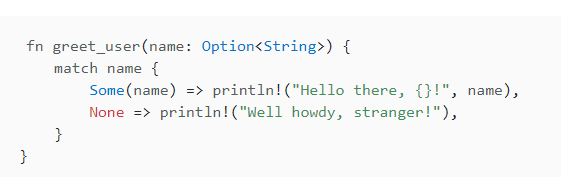 fn greet_user(name: Option<String>) {
    match name {
        Some(name) => println!("Hello there, {}!", name),
        None => println!("Well howdy, stranger!"),
    }
}